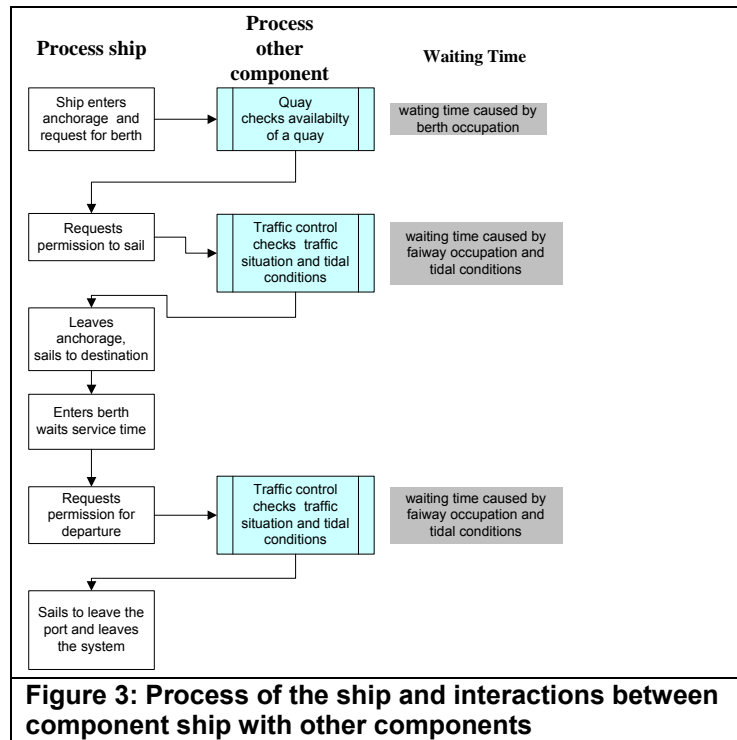 Process ship
Process
other
component
Waiting Time
Ship enters
anchorage and
request for berth
Quay
checks availabilty
of a quay
wating time caused by
berth occupation
Requests
permission to sail
Traffic control
checks traffic
situation and tidal
conditions
waiting time caused by
faiway occupation and
tidal conditions
Leaves
anchorage,
sails to destination
Enters berth
waits service time
Requests
permission for
departure
Traffic control
checks traffic
situation and tidal
conditions
waiting time caused by
faiway occupation and
tidal conditions
Sails to leave the
port and leaves
the system
Figure 3: Process of the ship and interactions between
component ship with other components